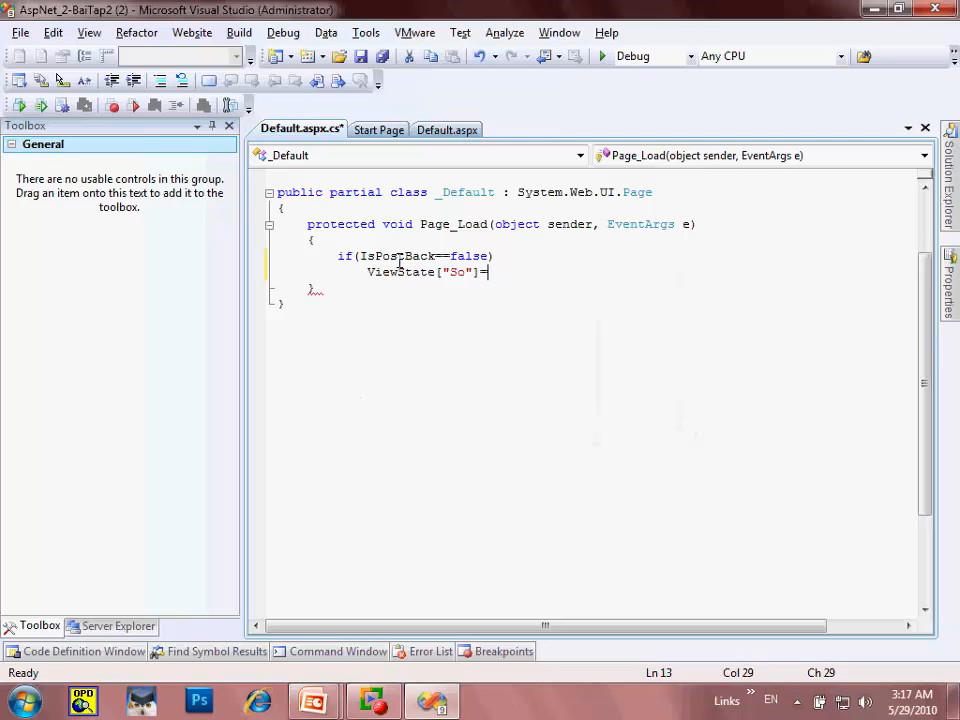 AspNet_2-BaiTap2 (2) - Microsoft Visual Studio (Administrator)
File Edit View Refactor Website Build Debug Data Tools VMware Test Analyze Window Help
Debug Any CPU
Toolbox
General
There are no usable controls in this group. Drag an item onto this text to add it to the toolbox.
Toolbox Server Explorer
Default.aspx.cs* Start Page Default.aspx
_Default Page_Load(object sender, EventArgs e)
public partial class _Default : System.Web.UI.Page
{
protected void Page_Load(object sender, EventArgs e)
{
if(IsPostBack==false)
ViewState["So"]=
}
}
Solution Explorer
Properties
Code Definition Window Find Symbol Results Command Window Error List Breakpoints
Ready Ln 13 Col 29 Ch 29
OPD Ps Links » EN 3:17 AM
5/29/2010